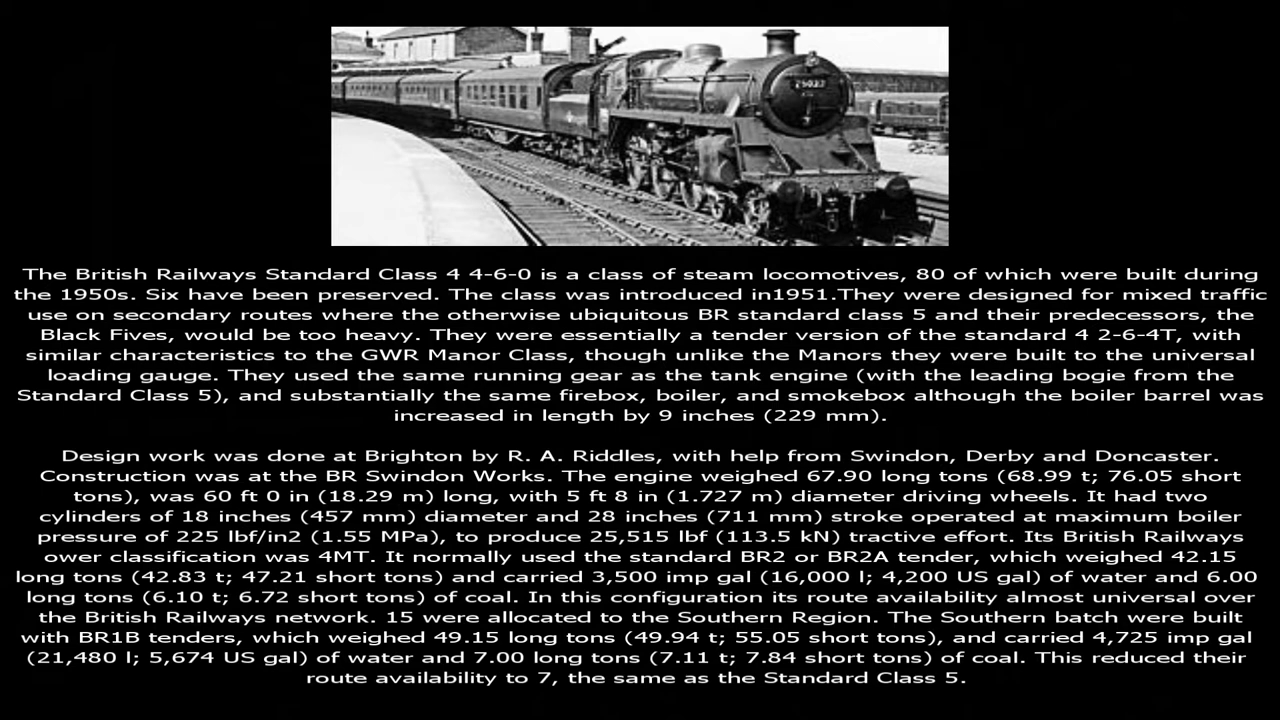 The British Railways Standard Class 4 4-6-0 is a class of steam locomotives, 80 of which were built during
the 1950s. Six have been preserved. The class was introduced in1951.They were designed for mixed traffic
use on secondary routes where the otherwise ubiquitous BR standard class 5 and their predecessors, the
Black Fives, would be too heavy. They were essentially a tender version of the standard 4 2-6-4T, with
similar characteristics to the GWR Manor Class, though unlike the Manors they were built to the universal
loading gauge. They used the same running gear as the tank engine (with the leading bogie from the
Standard Class 5), and substantially the same firebox, boiler, and smokebox although the boiler barrel was
increased in length by 9 inches (229 mm).
Design work was done at Brighton by R. A. Riddles, with help from Swindon, Derby and Doncaster.
Construction was at the BR Swindon Works. The engine weighed 67.90 long tons (68.99 t; 76.05 short
tons), was 60 ft 0 in (18.29 m) long, with 5 ft 8 in (1.727 m) diameter driving wheels. It had two
cylinders of 18 inches (457 mm) diameter and 28 inches (711 mm) stroke operated at maximum boiler
pressure of 225 lbf/in2 (1.55 MPa), to produce 25,515 lbf (113.5 kN) tractive effort. Its British Railways
ower classification was 4MT. It normally used the standard BR2 or BR2A tender, which weighed 42.15
long tons (42.83 t; 47.21 short tons) and carried 3,500 imp gal (16,000 l; 4,200 US gal) of water and 6.00
long tons (6.10 t; 6.72 short tons) of coal. In this configuration its route availability almost universal over
the British Railways network. 15 were allocated to the Southern Region. The Southern batch were built
with BR1B tenders, which weighed 49.15 long tons (49.94 t; 55.05 short tons), and carried 4,725 imp gal
(21,480 l; 5,674 US gal) of water and 7.00 long tons (7.11 t; 7.84 short tons) of coal. This reduced their
route availability to 7, the same as the Standard Class 5.